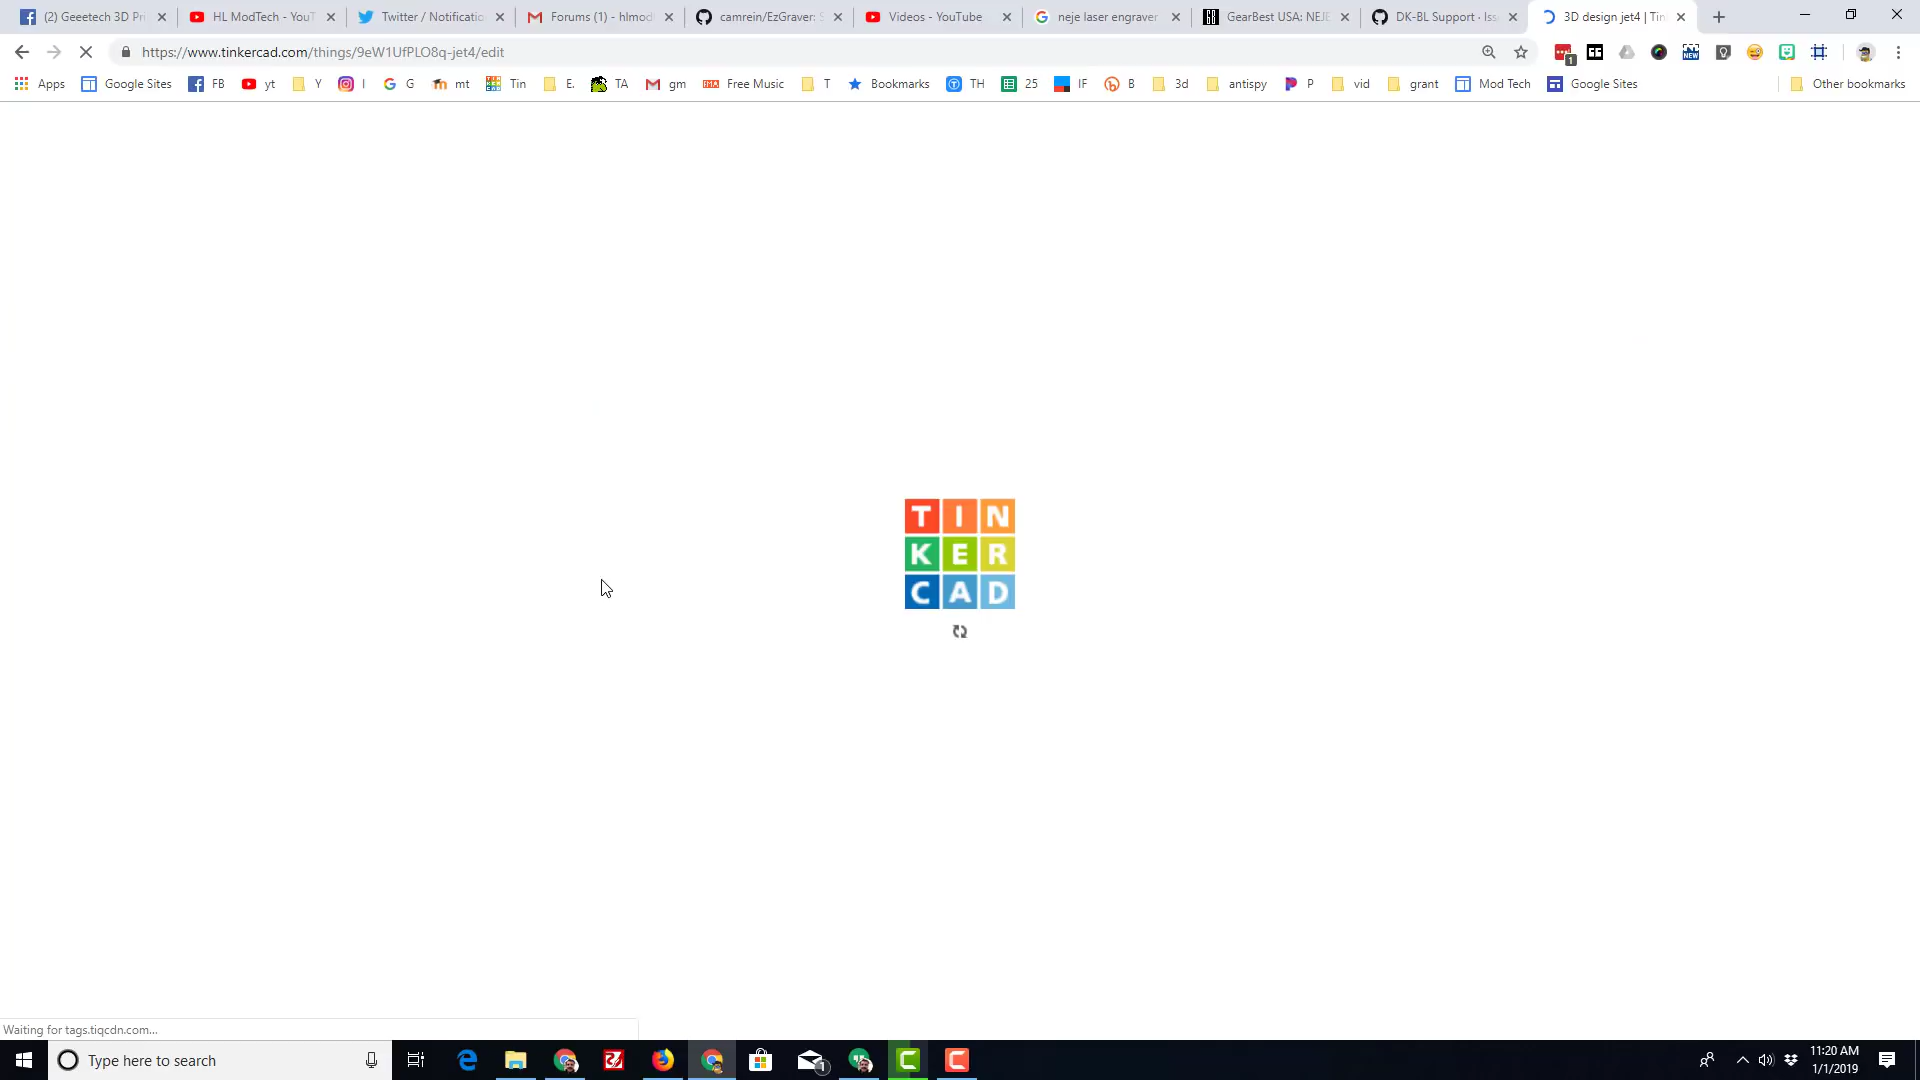 (2) Geeetech 3D Pri
HL ModTech - YouT
Twitter / Notificatio
Forums (1) - hlmod
camrein/EzGraver: S
Videos - YouTube
neje laser engraver
GearBest USA: NEJE
DK-BL Support · Iss
3D design jet4 | Tin
https://www.tinkercad.com/things/9eW1UfPLO8q-jet4/edit
Apps
Google Sites
FB
yt
Y
I
G
mt
Tin
E.
TA
gm
Free Music
T
Bookmarks
TH
25
IF
B
3d
antispy
P
vid
grant
Mod Tech
Google Sites
Other bookmarks
TIN
KER
CAD
Waiting for tags.tiqcdn.com...
Type here to search
11:20 AM
1/1/2019